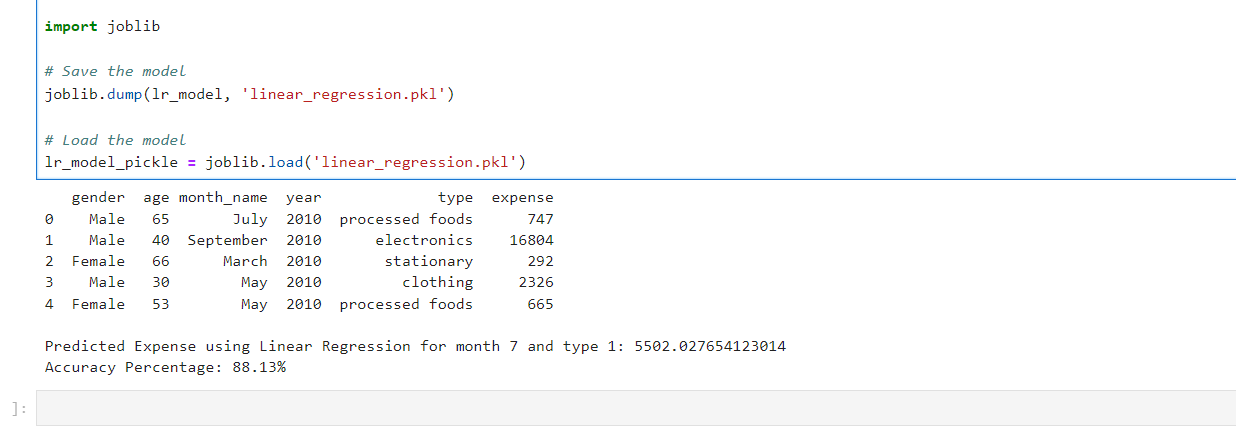 import joblib
# Save the model
joblib.dump(lr_model, 'linear_regression.pkl')
# Load the model
lr_model_pickle = joblib.load('linear_regression.pkl')
gender age month_name year type expense
0 Male 65 July 2010 processed foods 747
1 Male 40 September 2010 electronics 16804
2 Female 66 March 2010 stationary 292
3 Male 30 May 2010 clothing 2326
4 Female 53 May 2010 processed foods 665
Predicted Expense using Linear Regression for month 7 and type 1: 5502.027654123014
Accuracy Percentage: 88.13%
]: